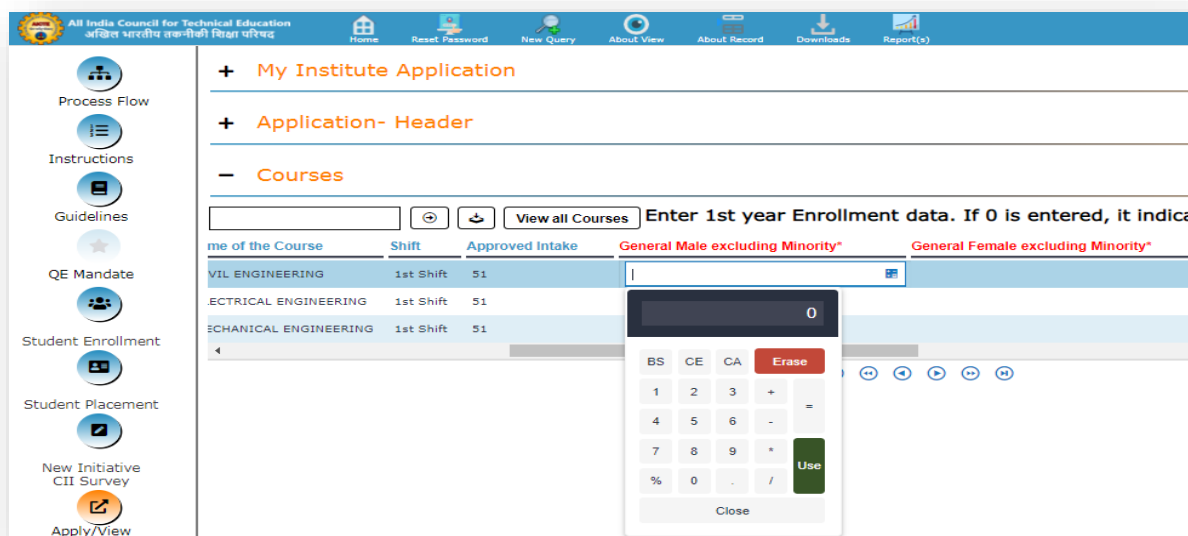 All India Council for Technical Education
अखिल भारतीय तकनीकी शिक्षा परिषद
Home
Reset Password
New Query
About View
About Record
Downloads
Report(s)
Process Flow
Instructions
Guidelines
QE Mandate
Student Enrollment
Student Placement
New Initiative
CII Survey
Apply/View
+ My Institute Application
+ Application- Header
− Courses
View all Courses Enter 1st year Enrollment data. If 0 is entered, it indica
me of the Course Shift Approved Intake General Male excluding Minority* General Female excluding Minority*
VIL ENGINEERING 1st Shift 51
LECTRICAL ENGINEERING 1st Shift 51
ECHANICAL ENGINEERING 1st Shift 51
0
BS CE CA Erase
1 2 3 + =
4 5 6 -
7 8 9 * Use
% 0 . /
Close